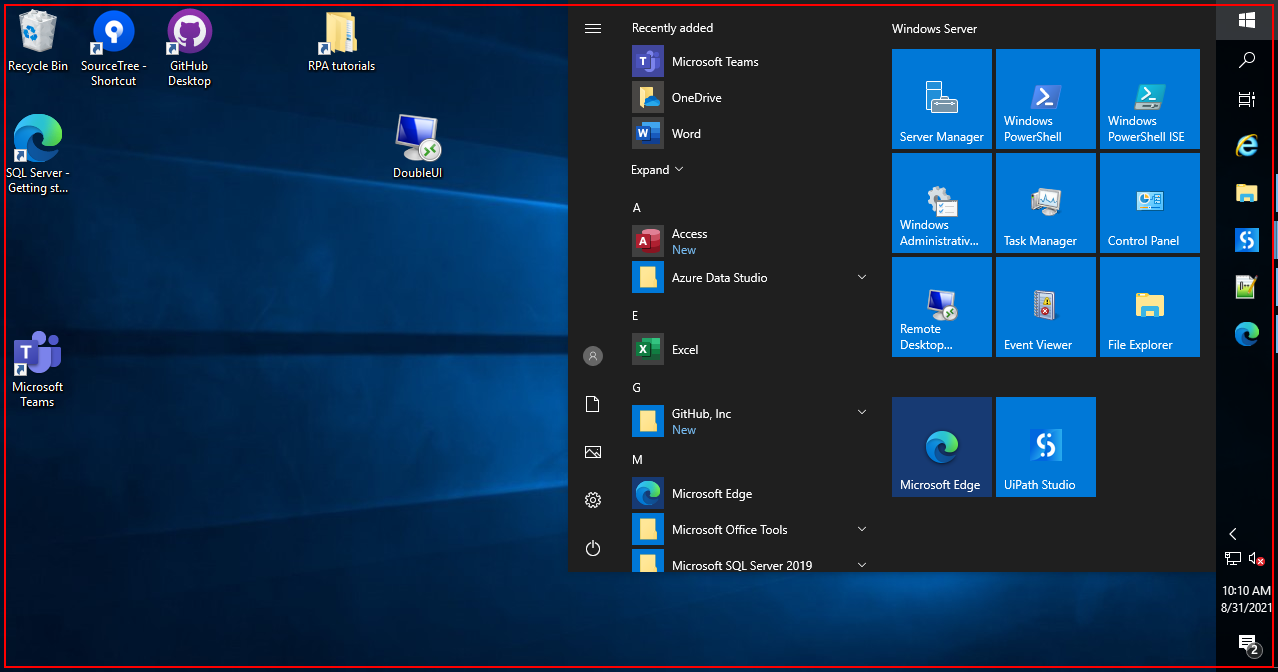 Recycle Bin
SourceTree -
Shortcut
GitHub
Desktop
RPA tutorials
SQL Server -
Getting st...
DoubleUI
Microsoft
Teams
Recently added
Microsoft Teams
OneDrive
Word
Expand
A
Access
New
Azure Data Studio
E
Excel
G
GitHub, Inc
New
M
Microsoft Edge
Microsoft Office Tools
Microsoft SQL Server 2019
Windows Server
Server Manager
Windows
PowerShell
Windows
PowerShell ISE
Windows
Administrativ...
Task Manager
Control Panel
Remote
Desktop...
Event Viewer
File Explorer
Microsoft Edge
UiPath Studio
10:10 AM
8/31/2021
2